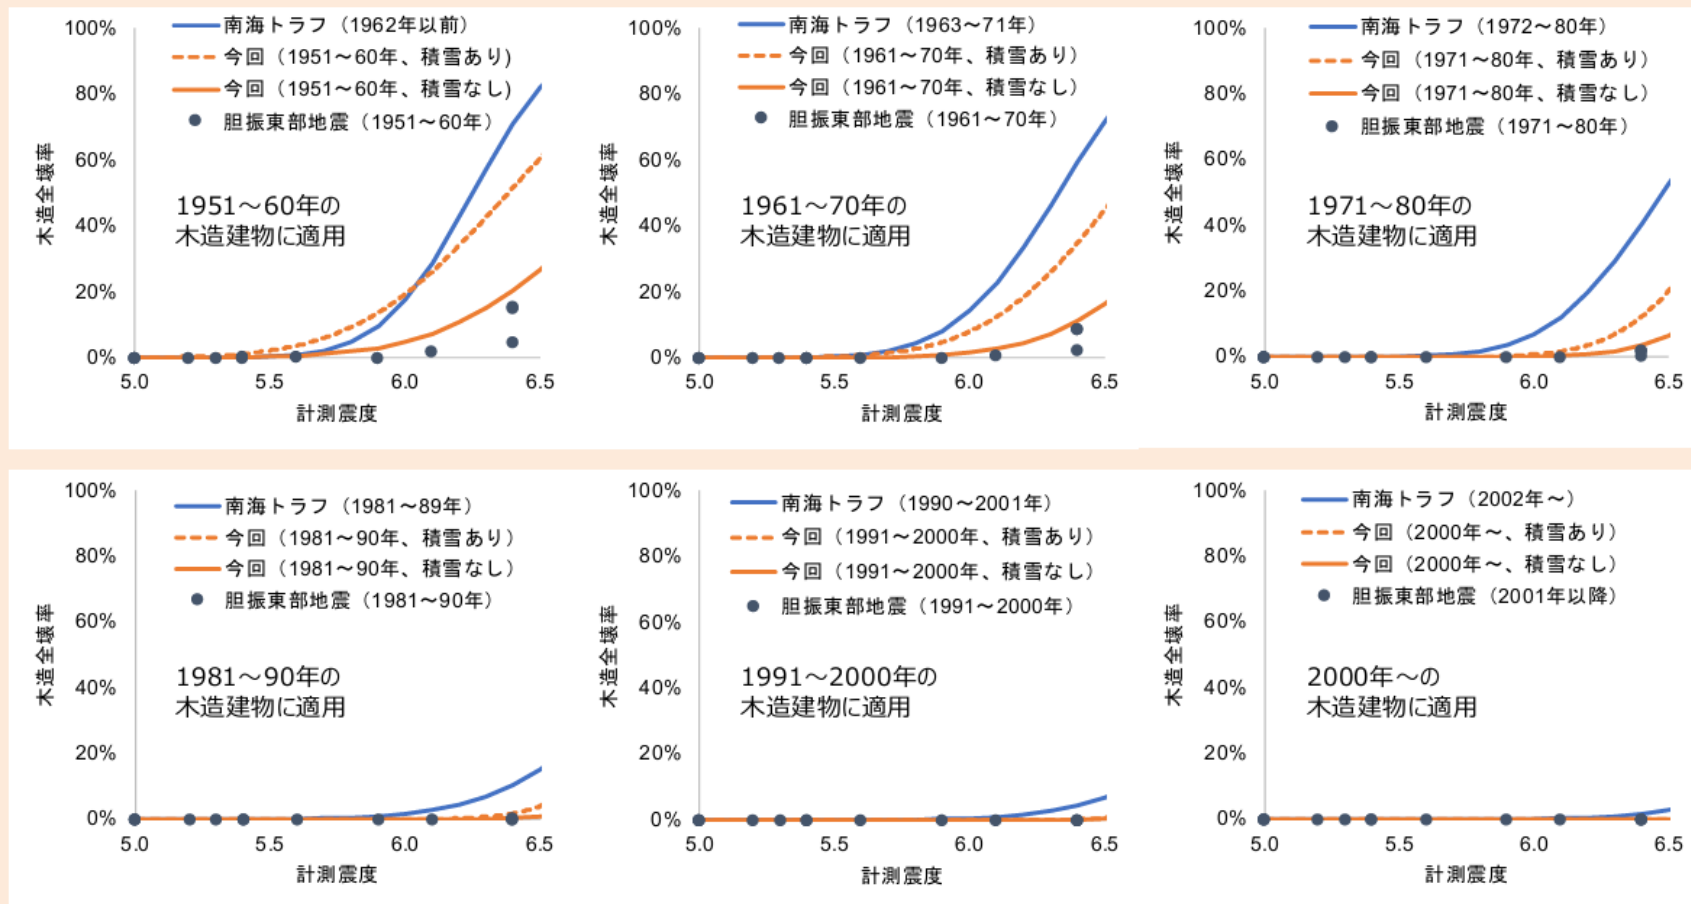 南海トラフ（1962年以前）
今回（1951～60年、積雪あり)
今回（1951～60年、積雪なし)
胆振東部地震（1951～60年）
1951～60年の
木造建物に適用
木造全壊率
100%
80%
60%
40%
20%
0%
5.0
5.5
6.0
6.5
計測震度
南海トラフ（1963～71年）
今回（1961～70年、積雪あり）
今回（1961～70年、積雪なし）
胆振東部地震（1961～70年）
1961～70年の
木造建物に適用
木造全壊率
100%
80%
60%
40%
20%
0%
5.0
5.5
6.0
6.5
計測震度
南海トラフ（1972～80年）
今回（1971～80年、積雪あり）
今回（1971～80年、積雪なし）
胆振東部地震（1971～80年）
1971～80年の
木造建物に適用
木造全壊率
100%
80%
60%
40%
20%
0%
5.0
5.5
6.0
6.5
計測震度
南海トラフ（1981～89年）
今回（1981～90年、積雪あり）
今回（1981～90年、積雪なし）
胆振東部地震（1981～90年）
1981～90年の
木造建物に適用
木造全壊率
100%
80%
60%
40%
20%
0%
5.0
5.5
6.0
6.5
計測震度
南海トラフ（1990～2001年）
今回（1991～2000年、積雪あり）
今回（1991～2000年、積雪なし）
胆振東部地震（1991～2000年）
1991～2000年の
木造建物に適用
木造全壊率
100%
80%
60%
40%
20%
0%
5.0
5.5
6.0
6.5
計測震度
南海トラフ（2002年～）
今回（2000年～、積雪あり）
今回（2000年～、積雪なし）
胆振東部地震（2001年以降）
2000年～の
木造建物に適用
木造全壊率
100%
80%
60%
40%
20%
0%
5.0
5.5
6.0
6.5
計測震度